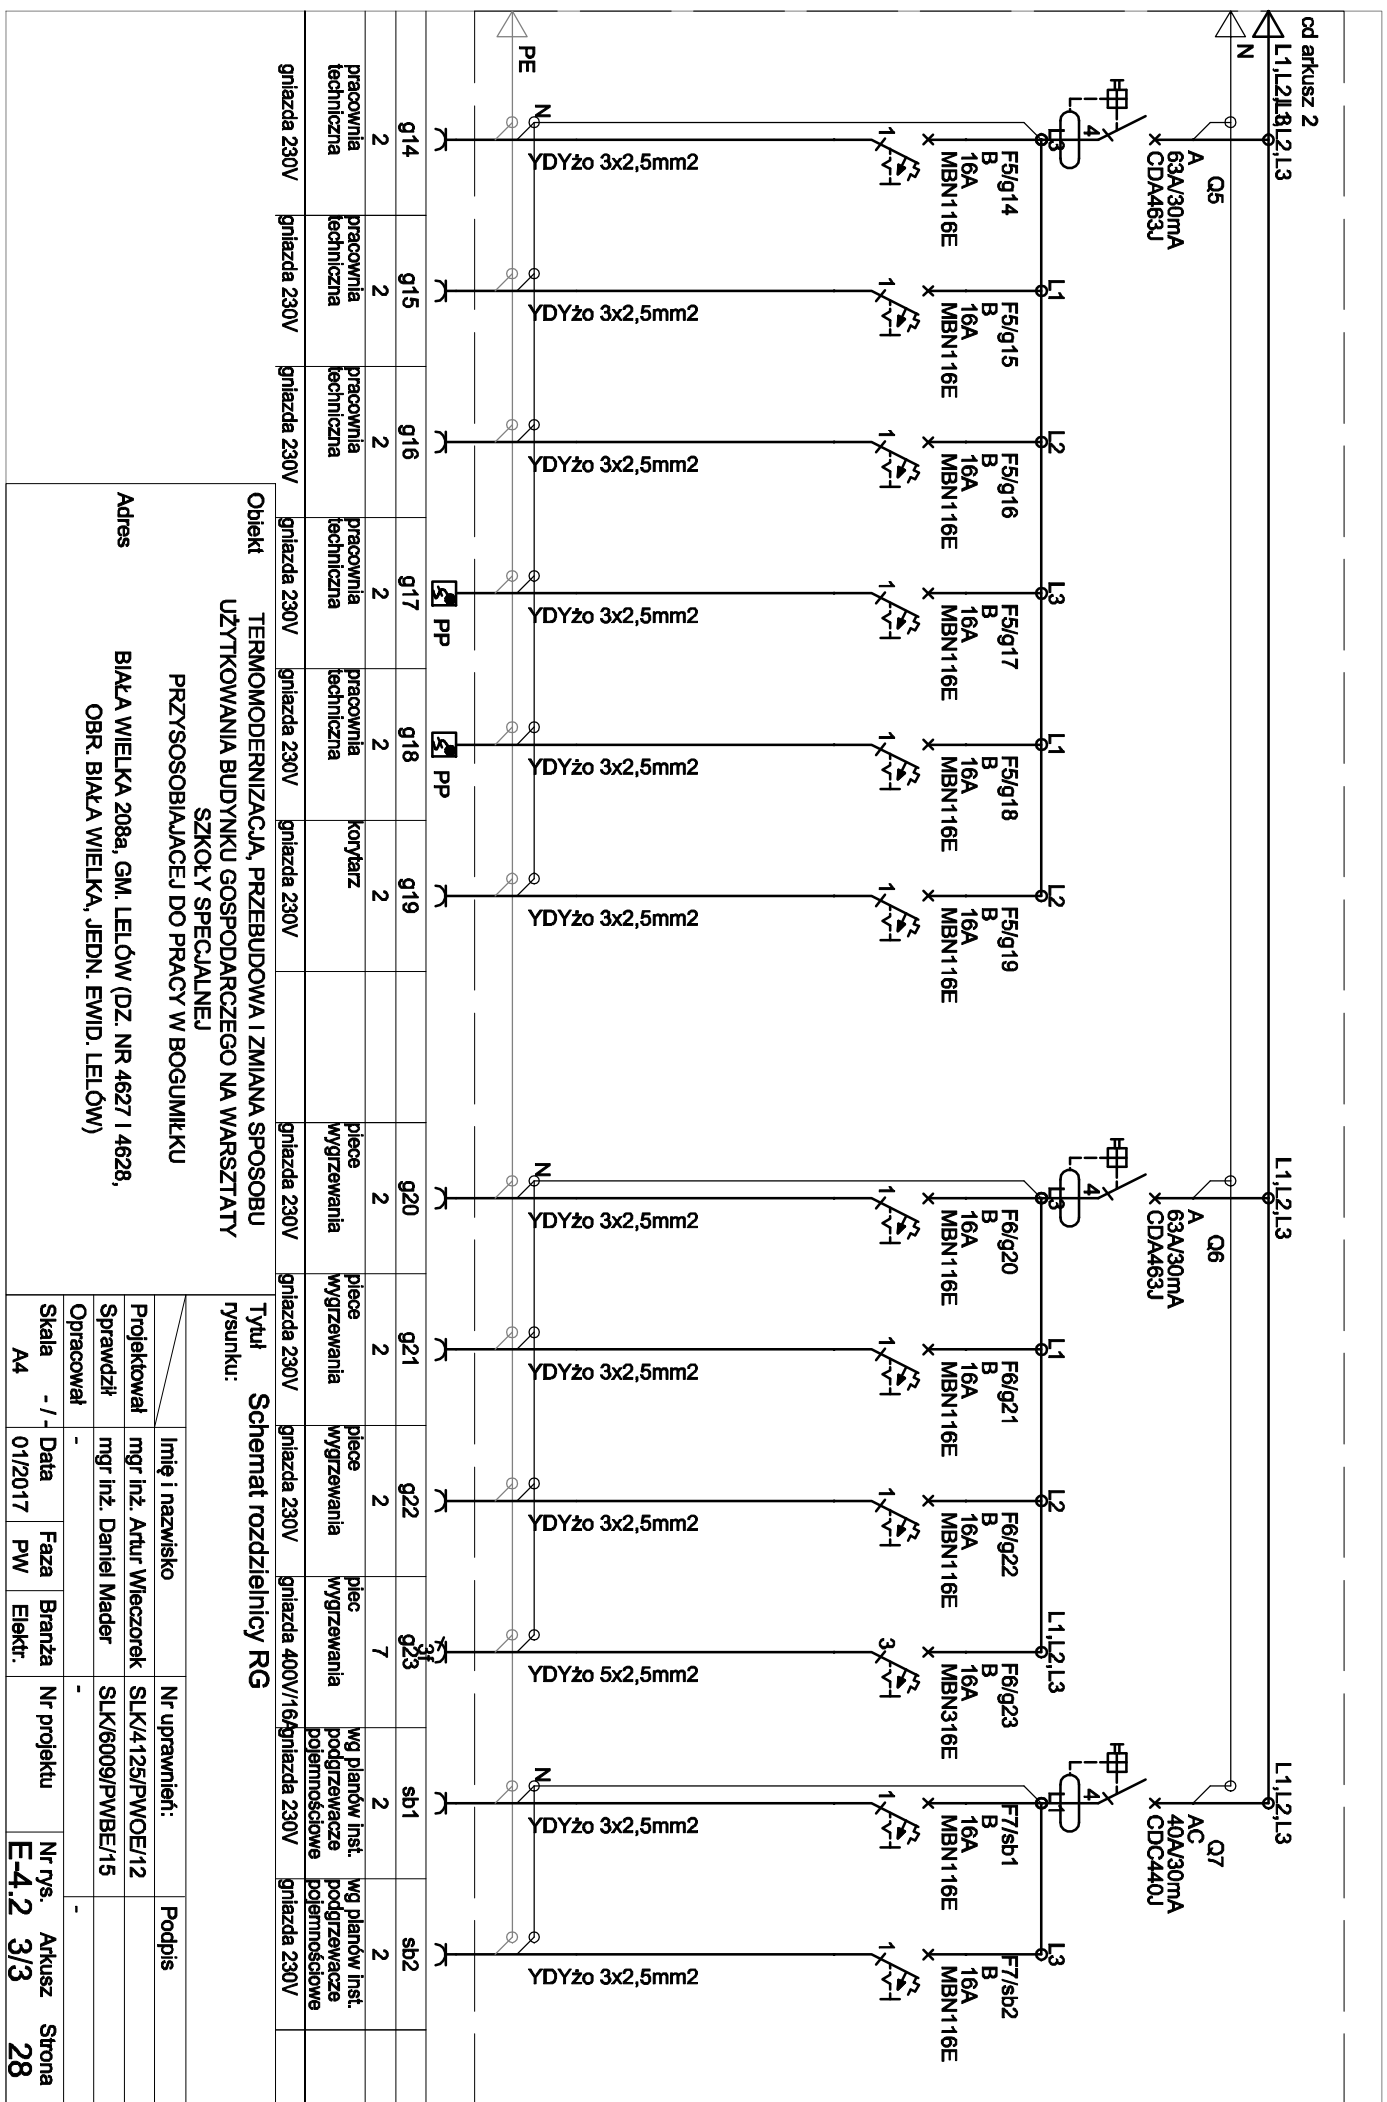 cd arkusz 2
L1,L2,L3
L1,L2,L3
N
PE
Q5
A
63A/30mA
CDA463J
4
L1,L2,L3
Q6
A
63A/30mA
CDA463J
4
L1,L2,L3
Q7
AC
40A/30mA
CDC440J
4
L3
F5/g14
B
16A
MBN116E
1
L1
F5/g15
B
16A
MBN116E
1
L2
F5/g16
B
16A
MBN116E
1
L3
F5/g17
B
16A
MBN116E
1
L1
F5/g18
B
16A
MBN116E
1
L2
F5/g19
B
16A
MBN116E
1
L3
F6/g20
B
16A
MBN116E
1
L1
F6/g21
B
16A
MBN116E
1
L2
F6/g22
B
16A
MBN116E
1
L1,L2,L3
F6/g23
B
16A
MBN316E
3
L1
F7/sb1
B
16A
MBN116E
1
L3
F7/sb2
B
16A
MBN116E
1
N
YDYżo 3x2,5mm2
YDYżo 3x2,5mm2
YDYżo 3x2,5mm2
YDYżo 3x2,5mm2
YDYżo 3x2,5mm2
YDYżo 3x2,5mm2
N
YDYżo 3x2,5mm2
YDYżo 3x2,5mm2
YDYżo 3x2,5mm2
YDYżo 5x2,5mm2
N
YDYżo 3x2,5mm2
YDYżo 3x2,5mm2
PP
PP
3f
g14
2
pracownia
techniczna
gniazda 230V
g15
2
pracownia
techniczna
gniazda 230V
g16
2
pracownia
techniczna
gniazda 230V
g17
2
pracownia
techniczna
gniazda 230V
g18
2
pracownia
techniczna
gniazda 230V
g19
2
korytarz
gniazda 230V
g20
2
piece
wygrzewania
gniazda 230V
g21
2
piece
wygrzewania
gniazda 230V
g22
2
piece
wygrzewania
gniazda 230V
g23
7
piec
wygrzewania
gniazda 400V/16A
sb1
2
wg planów inst.
podgrzewacze
pojemnościowe
gniazda 230V
sb2
2
wg planów inst.
podgrzewacze
pojemnościowe
gniazda 230V
Obiekt
TERMOMODERNIZACJA, PRZEBUDOWA I ZMIANA SPOSOBU
UŻYTKOWANIA BUDYNKU GOSPODARCZEGO NA WARSZTATY
SZKOŁY SPECJALNEJ
PRZYSOSOBIAJACEJ DO PRACY W BOGUMIŁKU
Adres
BIAŁA WIELKA 208a, GM. LELÓW (DZ. NR 4627 I 4628,
OBR. BIAŁA WIELKA, JEDN. EWID. LELÓW)
Tytuł
rysunku:
Schemat rozdzielnicy RG
Imię i nazwisko
Nr uprawnień:
Podpis
Projektował
mgr inż. Artur Wieczorek
SLK/4125/PWOE/12
Sprawdził
mgr inż. Daniel Mader
SLK/6009/PWBE/15
Opracował
-
-
-
Skala
- / -
A4
Data
01/2017
Faza
PW
Branża
Elektr.
Nr projektu
Nr rys.
E-4.2
Arkusz
3/3
Strona
28